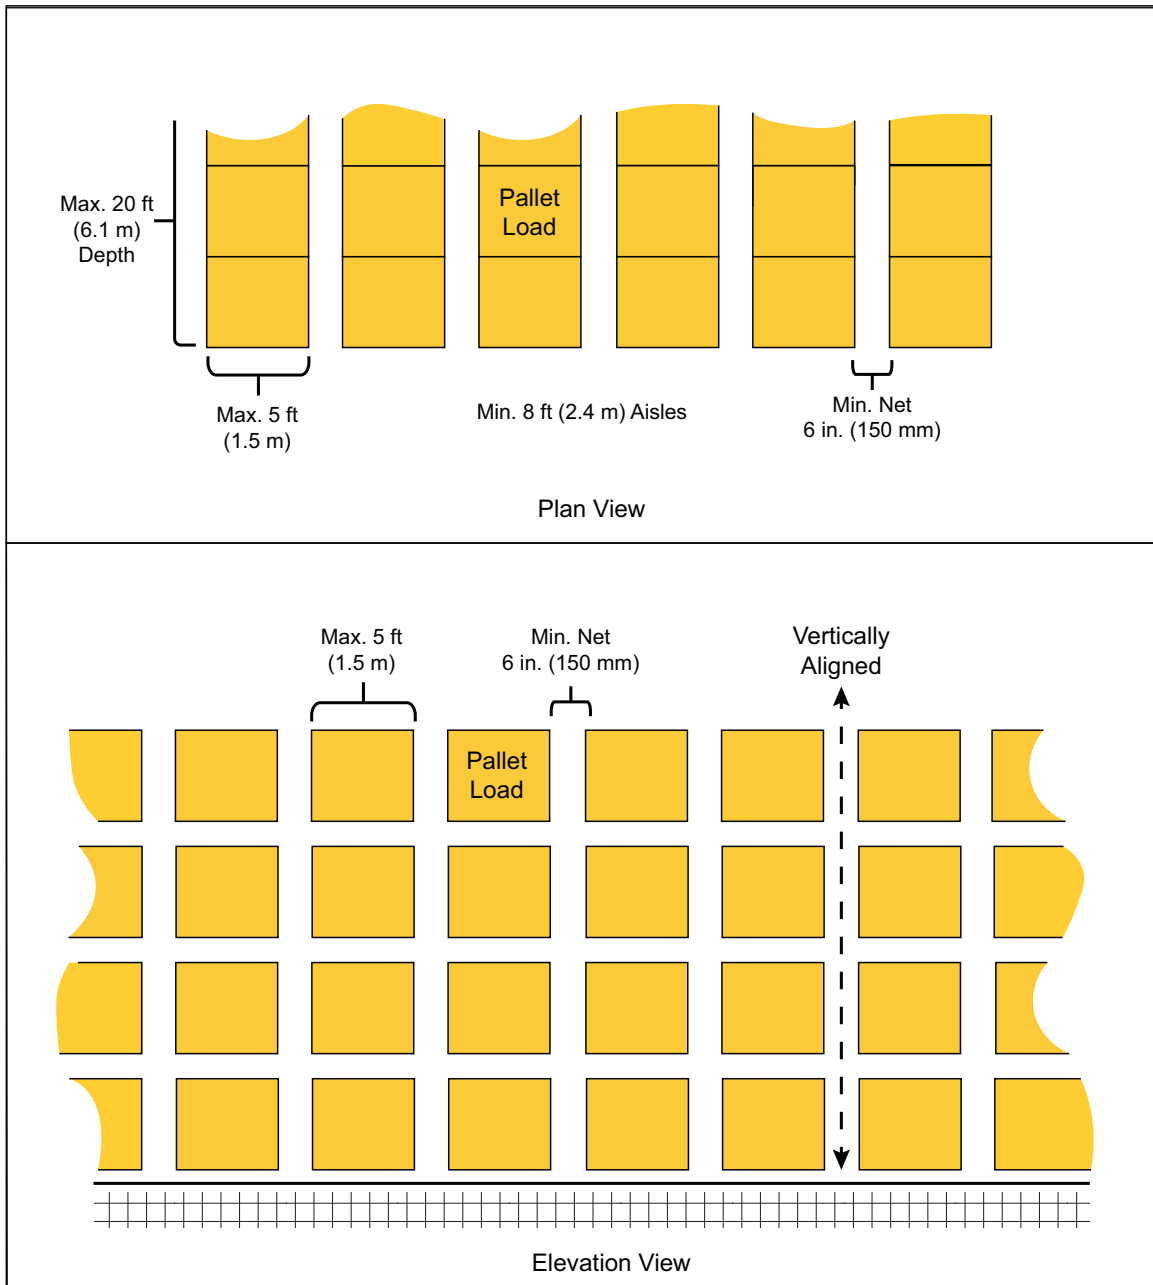 Pallet
Load
Max. 20 ft
(6.1 m)
Depth
Max. 5 ft
(1.5 m)
Min. 8 ft (2.4 m) Aisles
Min. Net
6 in. (150 mm)
Plan View
Max. 5 ft
(1.5 m)
Min. Net
6 in. (150 mm)
Vertically
Aligned
Pallet
Load
Elevation View